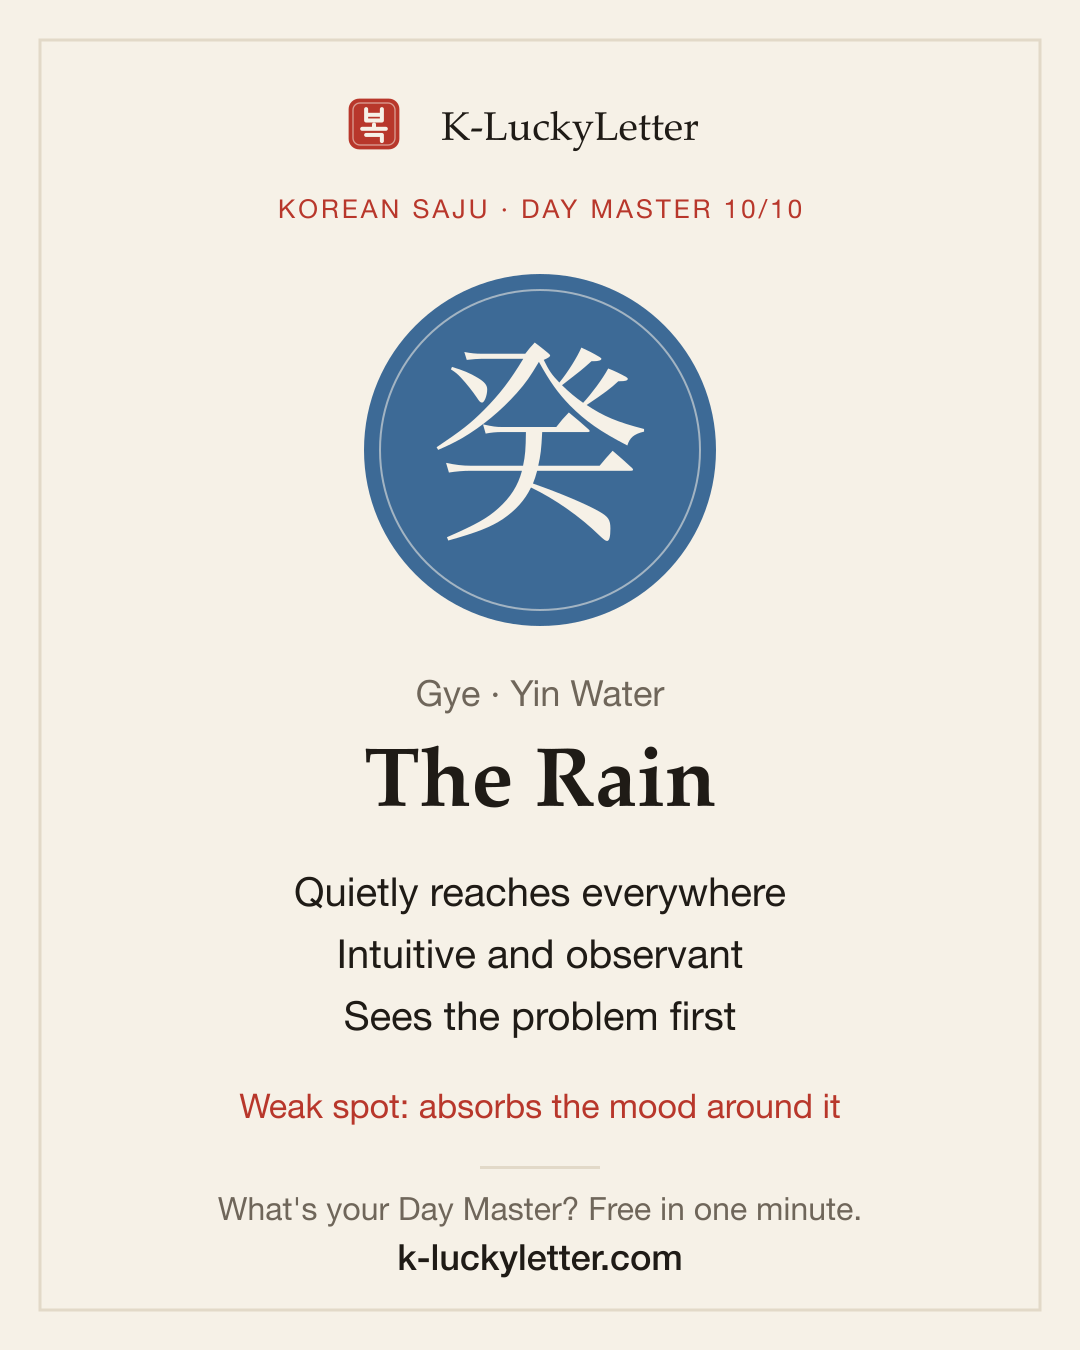 복 K-LuckyLetter
KOREAN SAJU · DAY MASTER 10/10
癸
Gye · Yin Water
The Rain
Quietly reaches everywhere
Intuitive and observant
Sees the problem first
Weak spot: absorbs the mood around it
What's your Day Master? Free in one minute.
k-luckyletter.com